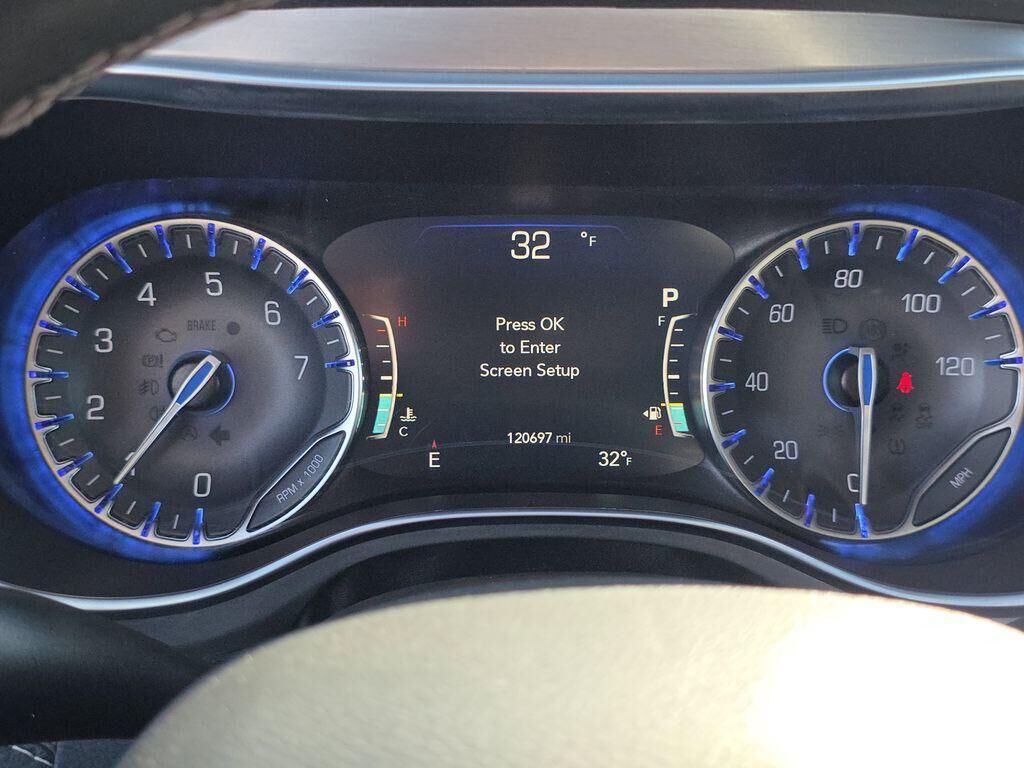 32 °F
P
Press OK
to Enter
Screen Setup
H
C
F
E
120697 mi
E
32°F
BRAKE
0
1
2
3
4
5
6
7
RPM x 1000
0
20
40
60
80
100
120
MPH